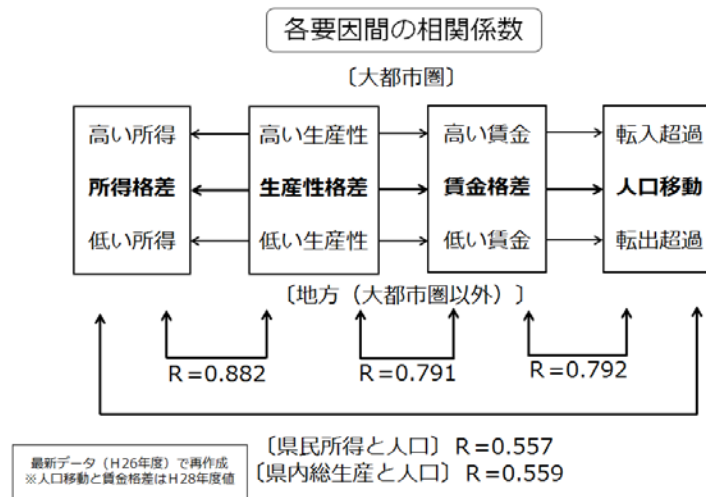 各要因間の相関係数
〔大都市圏〕
高い所得 高い生産性 高い賃金 転入超過
所得格差 生産性格差 賃金格差 人口移動
低い所得 低い生産性 低い賃金 転出超過
〔地方（大都市圏以外）〕
R=0.882 R=0.791 R=0.792
〔県民所得と人口〕R=0.557
〔県内総生産と人口〕R=0.559
最新データ（H26年度）で再作成
※人口移動と賃金格差はH28年度値